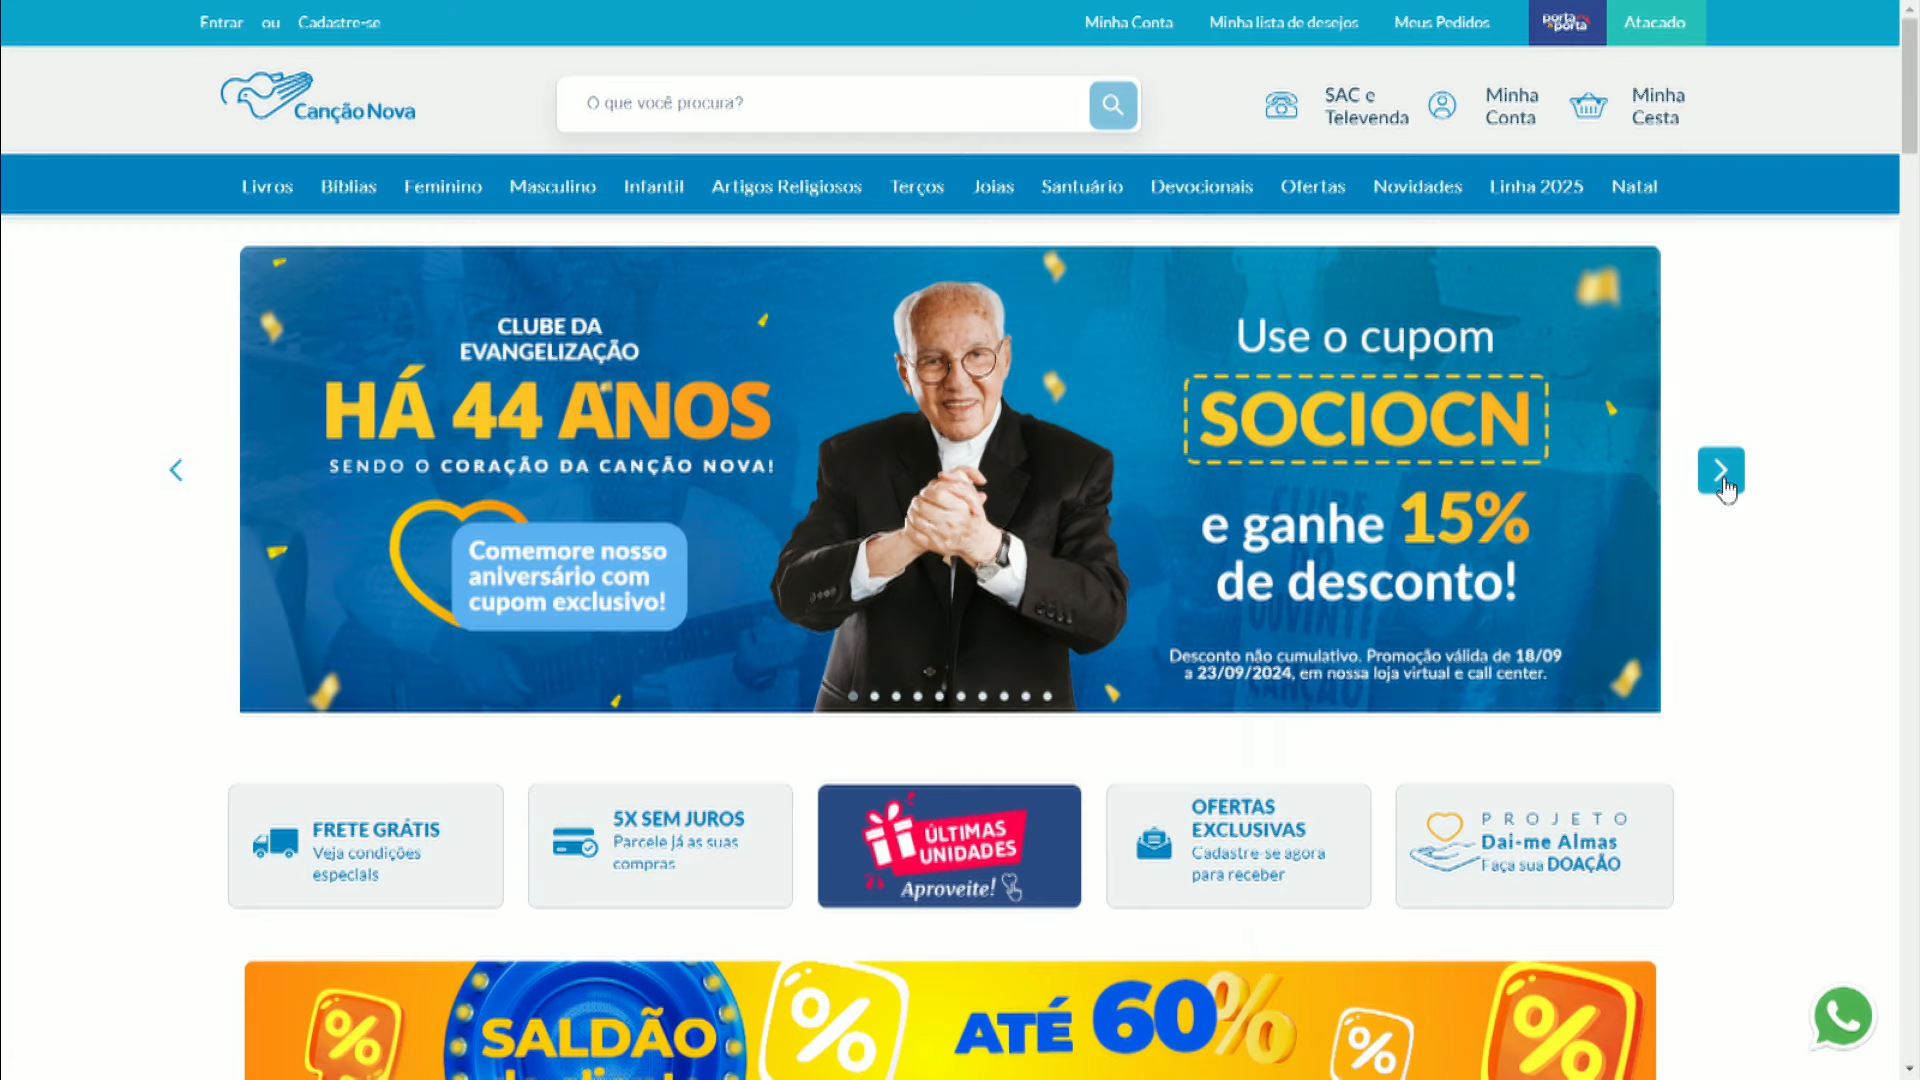 Entrar ou Cadastre-se
Minha Conta Minha lista de desejos Meus Pedidos porta a porta Atacado
Canção Nova
O que você procura?
SAC e Televenda
Minha Conta
Minha Cesta
Livros Bíblias Feminino Masculino Infantil Artigos Religiosos Terços Joias Santuário Devocionais Ofertas Novidades Linha 2025 Natal
CLUBE DA
EVANGELIZAÇÃO
HÁ 44 ANOS
SENDO O CORAÇÃO DA CANÇÃO NOVA!
Comemore nosso
aniversário com
cupom exclusivo!
Use o cupom
SOCIOCN
e ganhe 15%
de desconto!
Desconto não cumulativo. Promoção válida de 18/09
a 23/09/2024, em nossa loja virtual e call center.
FRETE GRÁTIS
Veja condições
especiais
5X SEM JUROS
Parcele já as suas
compras
ÚLTIMAS
UNIDADES
Aproveite!
OFERTAS
EXCLUSIVAS
Cadastre-se agora
para receber
PROJETO
Dai-me Almas
Faça sua DOAÇÃO
SALDÃO
ATÉ 60%